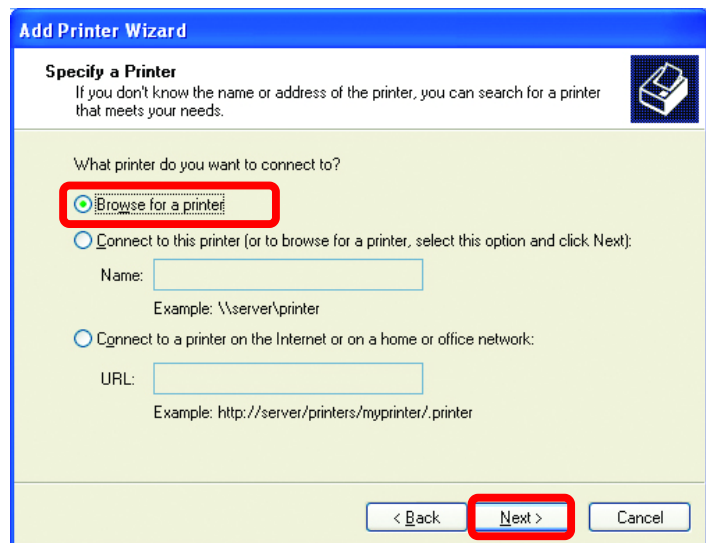 Add Printer Wizard
Specify a Printer
If you don't know the name or address of the printer, you can search for a printer
that meets your needs.
What printer do you want to connect to?
Browse for a printer
Connect to this printer (or to browse for a printer, select this option and click Next):
Name:
Example: \\server\printer
Connect to a printer on the Internet or on a home or office network:
URL:
Example: http://server/printers/myprinter/.printer
< Back Next > Cancel